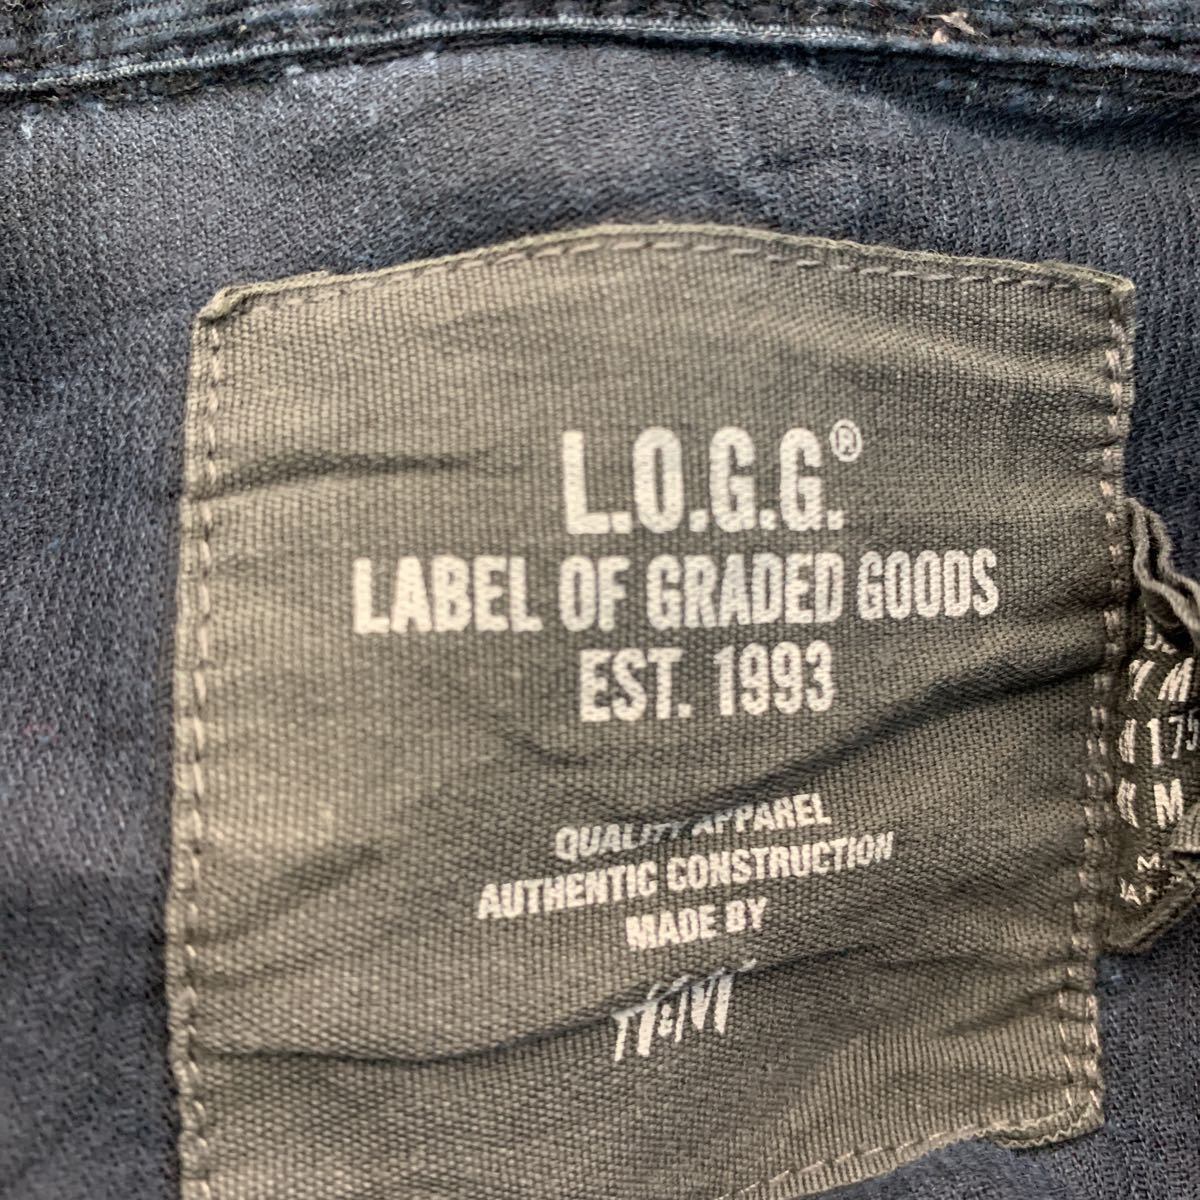 L.O.G.G.®
LABEL OF GRADED GOODS
EST. 1993
QUALITY APPAREL
AUTHENTIC CONSTRUCTION
MADE BY
H&M
M
M